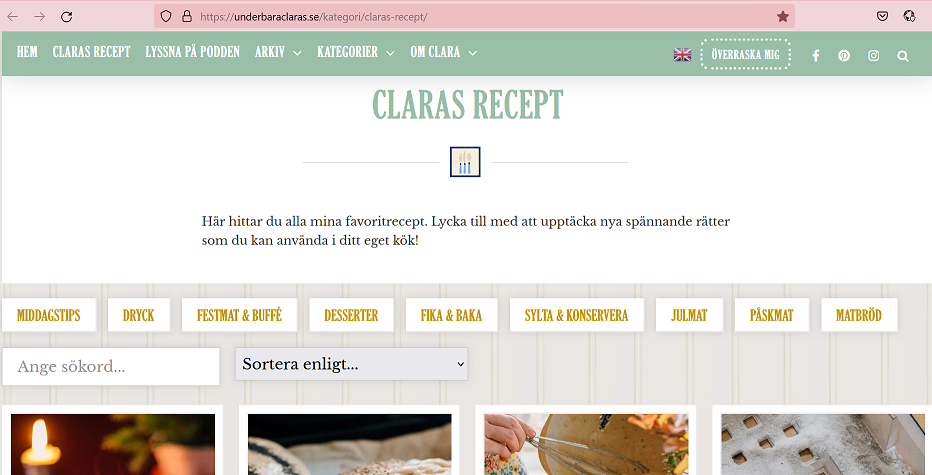 https://underbaraclaras.se/kategori/claras-recept/
HEM CLARAS RECEPT LYSSNA PÅ PODDEN ARKIV KATEGORIER OM CLARA ÖVERRASKA MIG
CLARAS RECEPT
Här hittar du alla mina favoritrecept. Lycka till med att upptäcka nya spännande rätter
som du kan använda i ditt eget kök!
MIDDAGSTIPS DRYCK FESTMAT & BUFFÉ DESSERTER FIKA & BAKA SYLTA & KONSERVERA JULMAT PÅSKMAT MATBRÖD
Ange sökord... Sortera enligt...